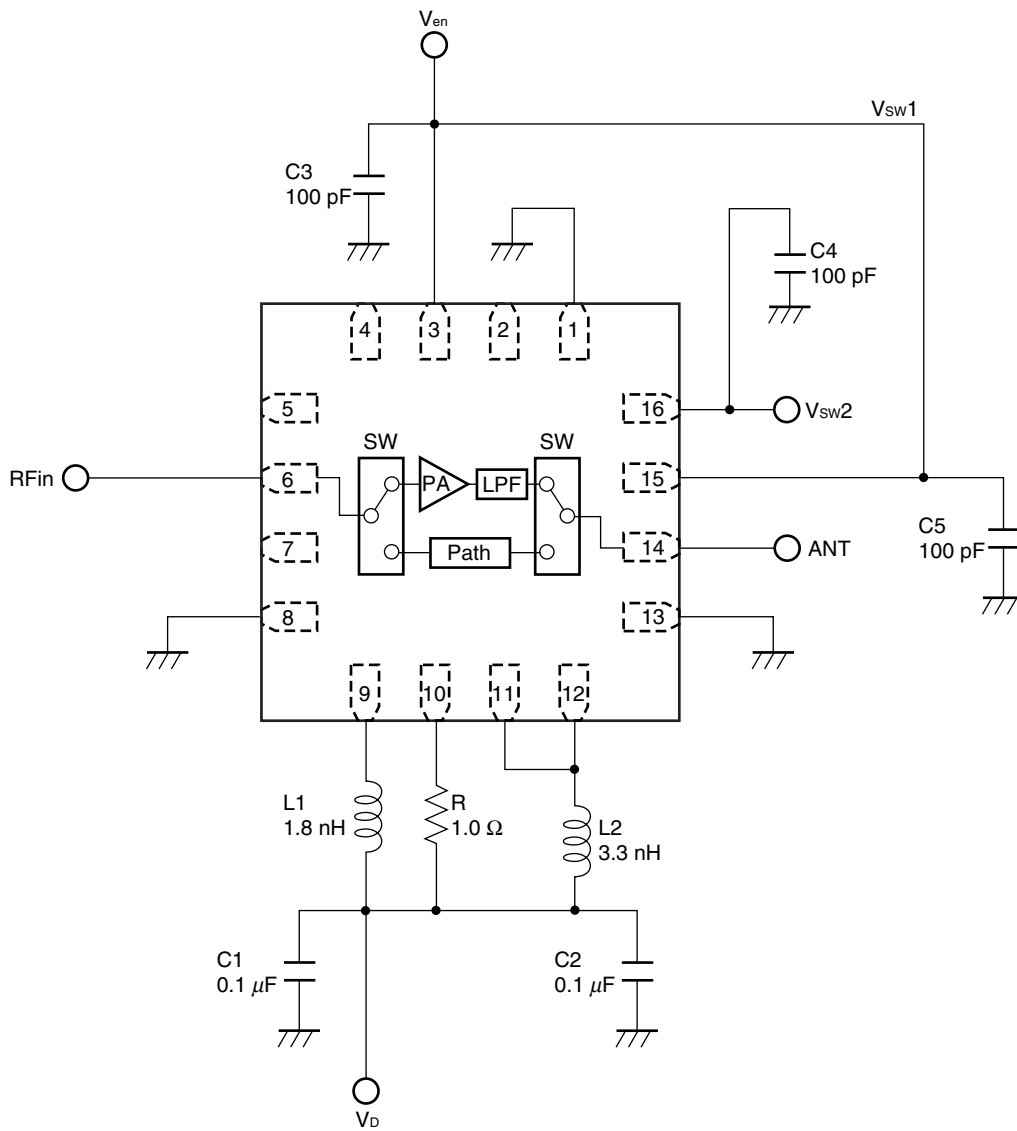 Ven
VSW1
C3
100 pF
C4
100 pF
4
3
2
1
5
16
VSW2
SW
SW
RFin
6
PA
LPF
15
7
Path
14
ANT
C5
100 pF
8
13
9
10
11
12
L1
1.8 nH
R
1.0 Ω
L2
3.3 nH
C1
0.1 μF
C2
0.1 μF
VD